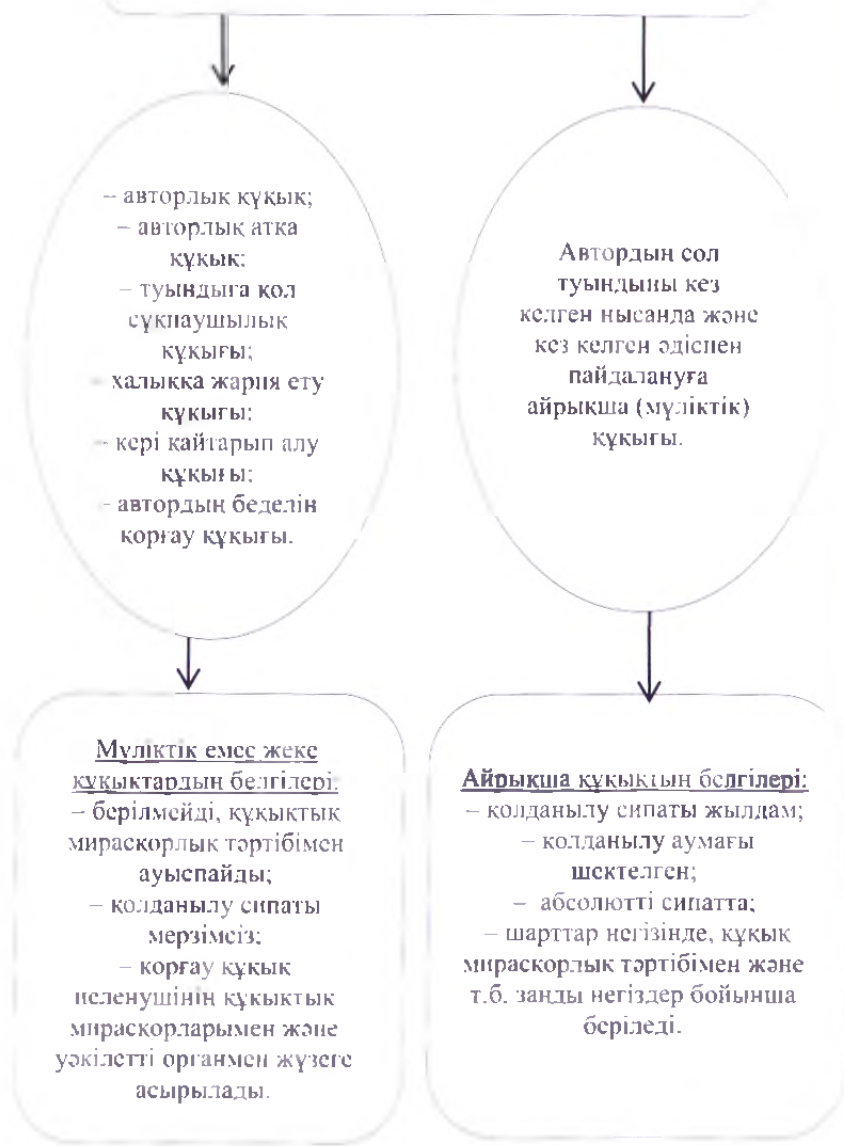 – авторлық құқық;
– авторлық атқа
құқық;
– туындыға қол
сұқпаушылық
құқығы;
– халыққа жария ету
құқығы;
– кері қайтарып алу
құқығы;
- автордың беделін
қорғау құқығы.
Автордың сол
туындыны кез
келген нысанда және
кез келген әдіспен
пайдалануға
айрықша (мүліктік)
құқығы.
Мүліктік емес жеке
құқықтардың белгілері:
– берілмейді, құқықтық
мирасқорлық тәртібімен
ауыспайды;
– қолданылу сипаты
мерзімсіз;
– қорғау құқық
иеленушінің құқықтық
мирасқорларымен және
уәкілетті органмен жүзеге
асырылады.
Айрықша құқықтың белгілері:
– қолданылу сипаты жылдам;
– қолданылу аумағы
шектелген;
– абсолютті сипатта;
– шарттар негізінде, құқық
мирасқорлық тәртібімен және
т.б. заңды негіздер бойынша
беріледі.